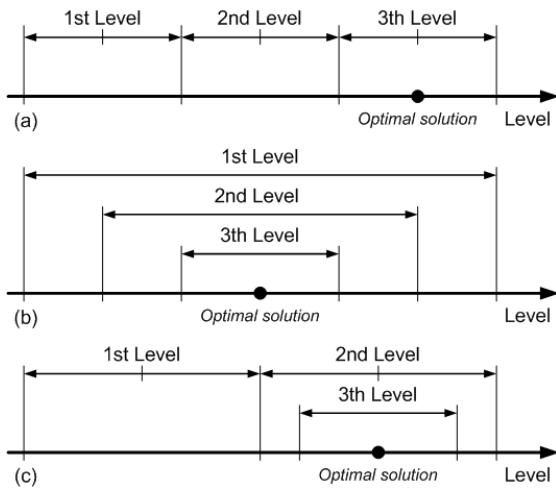 1st Level 2nd Level 3th Level
(a) Optimal solution Level
1st Level
2nd Level
3th Level
(b) Optimal solution Level
1st Level 2nd Level
3th Level
(c) Optimal solution Level